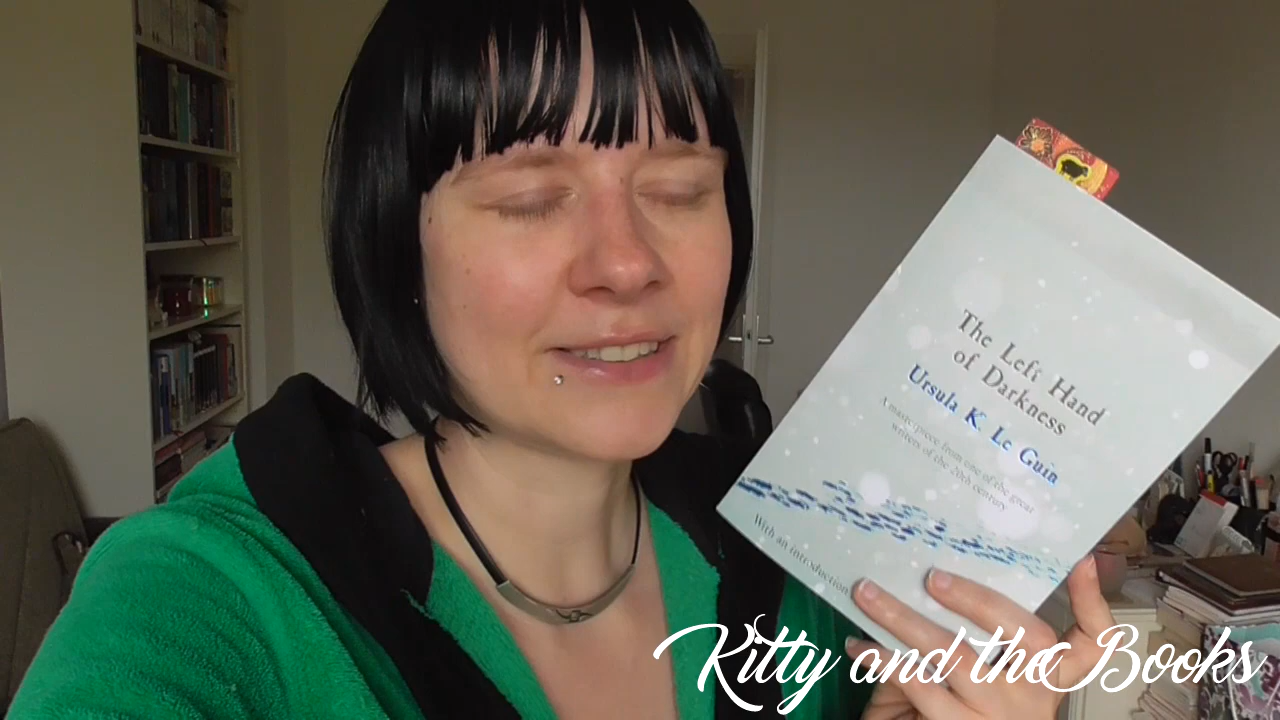 The Left Hand
of Darkness
Ursula K. Le Guin
A masterpiece from one of the great
writers of the 20th century
With an introduction
Kitty and the Books